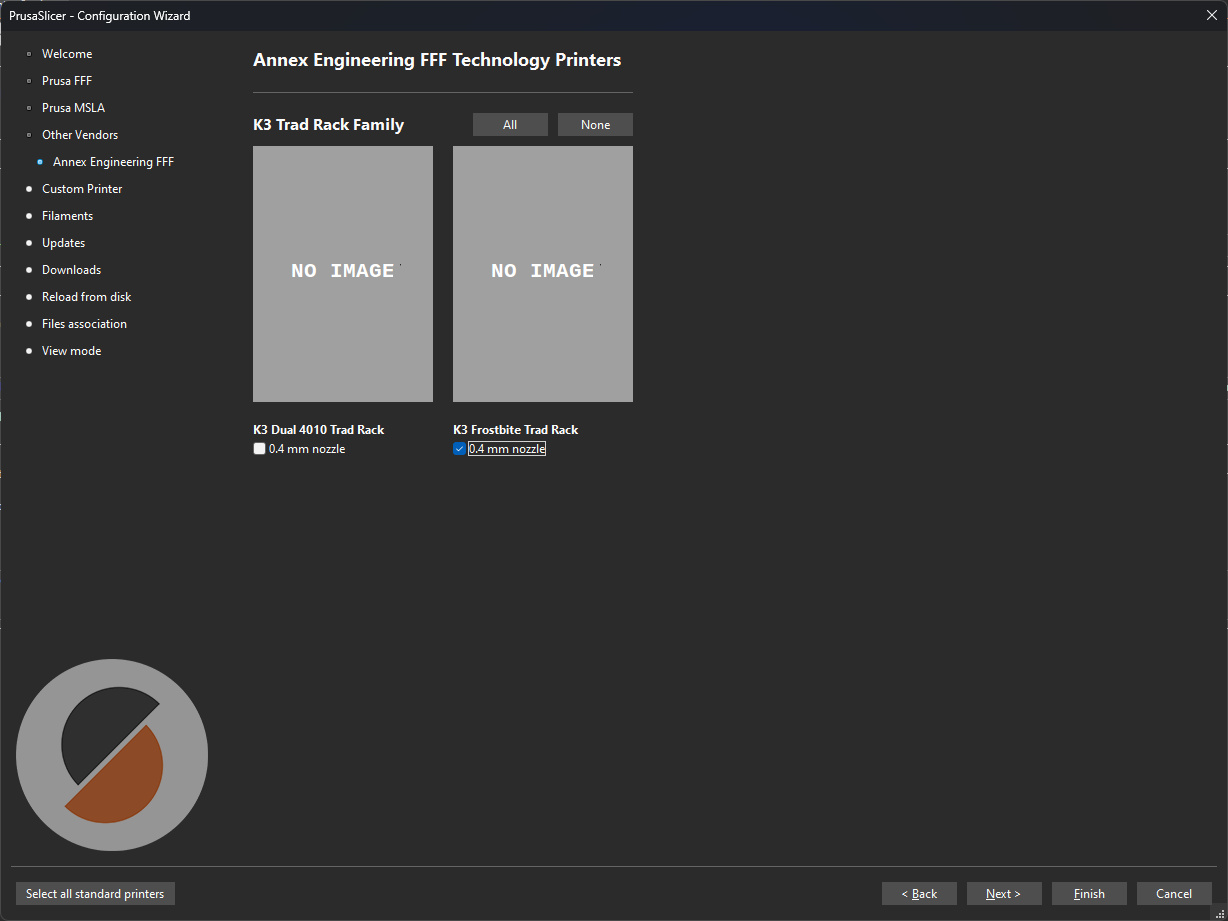 PrusaSlicer - Configuration Wizard
Welcome
Prusa FFF
Prusa MSLA
Other Vendors
Annex Engineering FFF
Custom Printer
Filaments
Updates
Downloads
Reload from disk
Files association
View mode
Annex Engineering FFF Technology Printers
K3 Trad Rack Family
All
None
NO IMAGE
NO IMAGE
K3 Dual 4010 Trad Rack
0.4 mm nozzle
K3 Frostbite Trad Rack
0.4 mm nozzle
Select all standard printers
< Back
Next >
Finish
Cancel